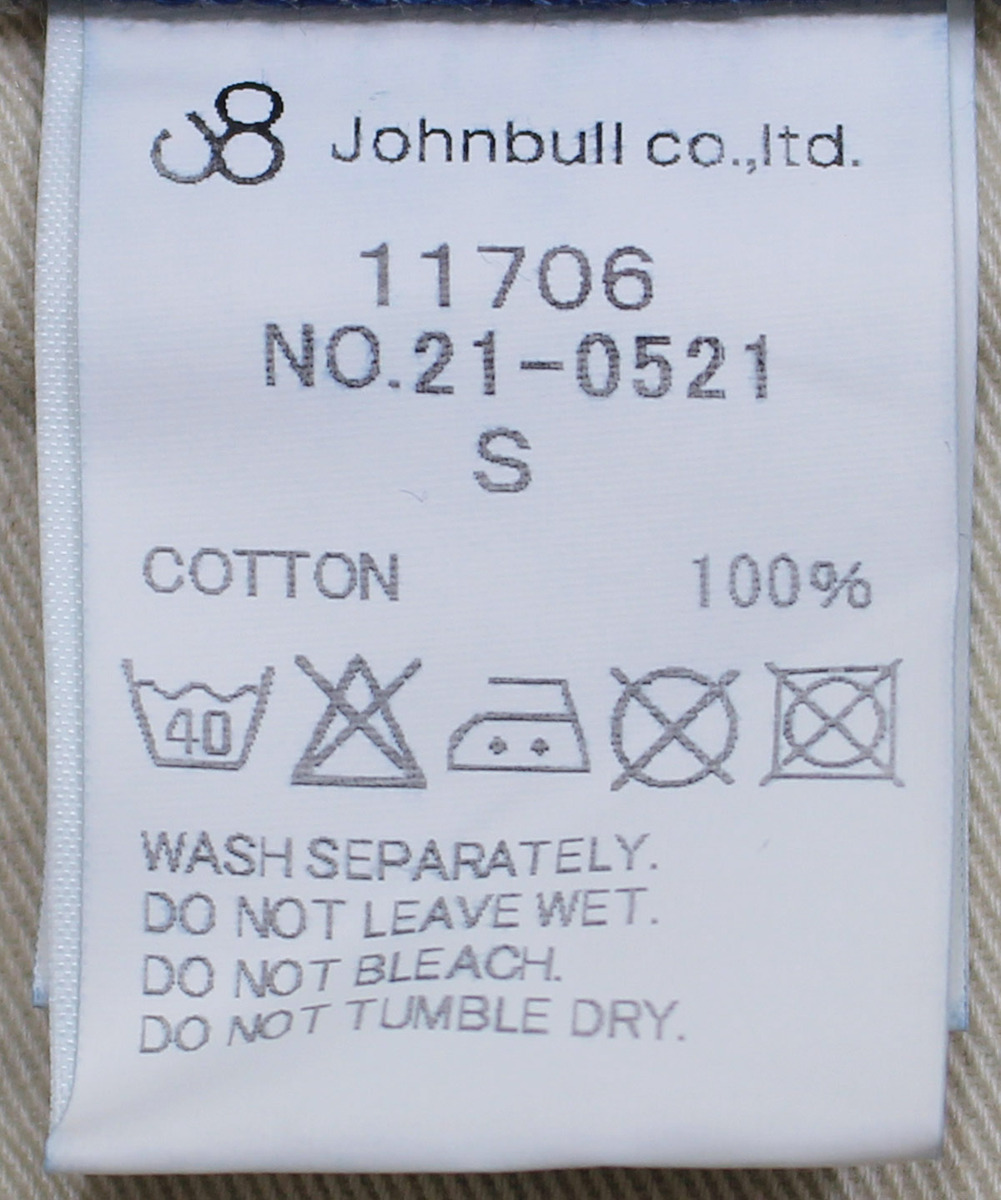 Johnbull co.,ltd.
11706
NO.21-0521
S
COTTON 100%
40
WASH SEPARATELY.
DO NOT LEAVE WET.
DO NOT BLEACH.
DO NOT TUMBLE DRY.